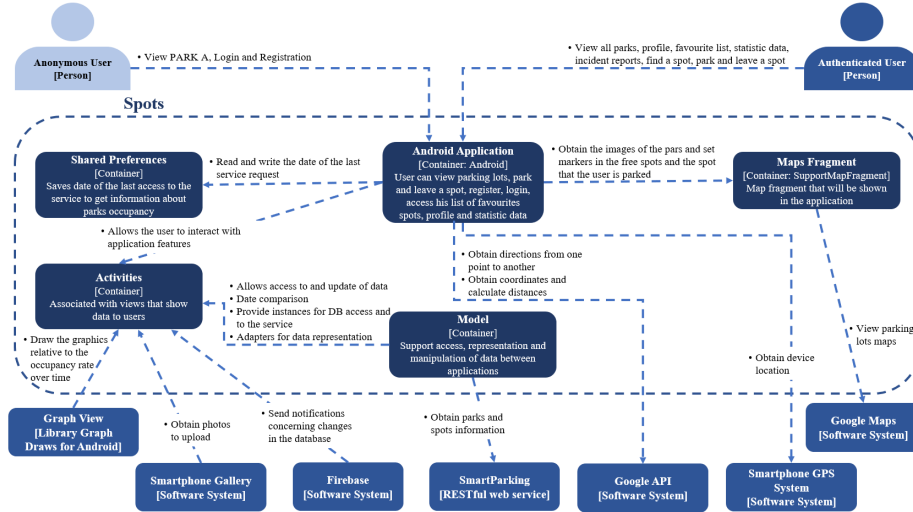 Anonymous User
[Person]
• View PARK A, Login and Registration
• View all parks, profile, favourite list, statistic data,
incident reports, find a spot, park and leave a spot
Authenticated User
[Person]
Spots
Shared Preferences
[Container]
Saves date of the last access to the
service to get information about
parks occupancy
• Read and write the date of the last
service request
Android Application
[Container: Android]
User can view parking lots, park
and leave a spot, register, login,
access his list of favourites
spots, profile and statistic data
• Obtain the images of the pars and set
markers in the free spots and the spot
that the user is parked
Maps Fragment
[Container: SupportMapFragment]
Map fragment that will be shown
in the application
• Allows the user to interact with
application features
Activities
[Container]
Associated with views that show
data to users
• Allows access to and update of data
• Date comparison
• Provide instances for DB access and
to the service
• Adapters for data representation
• Obtain directions from one
point to another
• Obtain coordinates and
calculate distances
Model
[Container]
Support access, representation and
manipulation of data between
applications
• Draw the graphics
relative to the
occupancy rate
over time
• Obtain device
location
• View parking
lots maps
Graph View
[Library Graph
Draws for Android]
• Obtain photos
to upload
• Send notifications
concerning changes
in the database
• Obtain parks and
spots information
Google Maps
[Software System]
Smartphone Gallery
[Software System]
Firebase
[Software System]
SmartParking
[RESTful web service]
Google API
[Software System]
Smartphone GPS
System
[Software System]